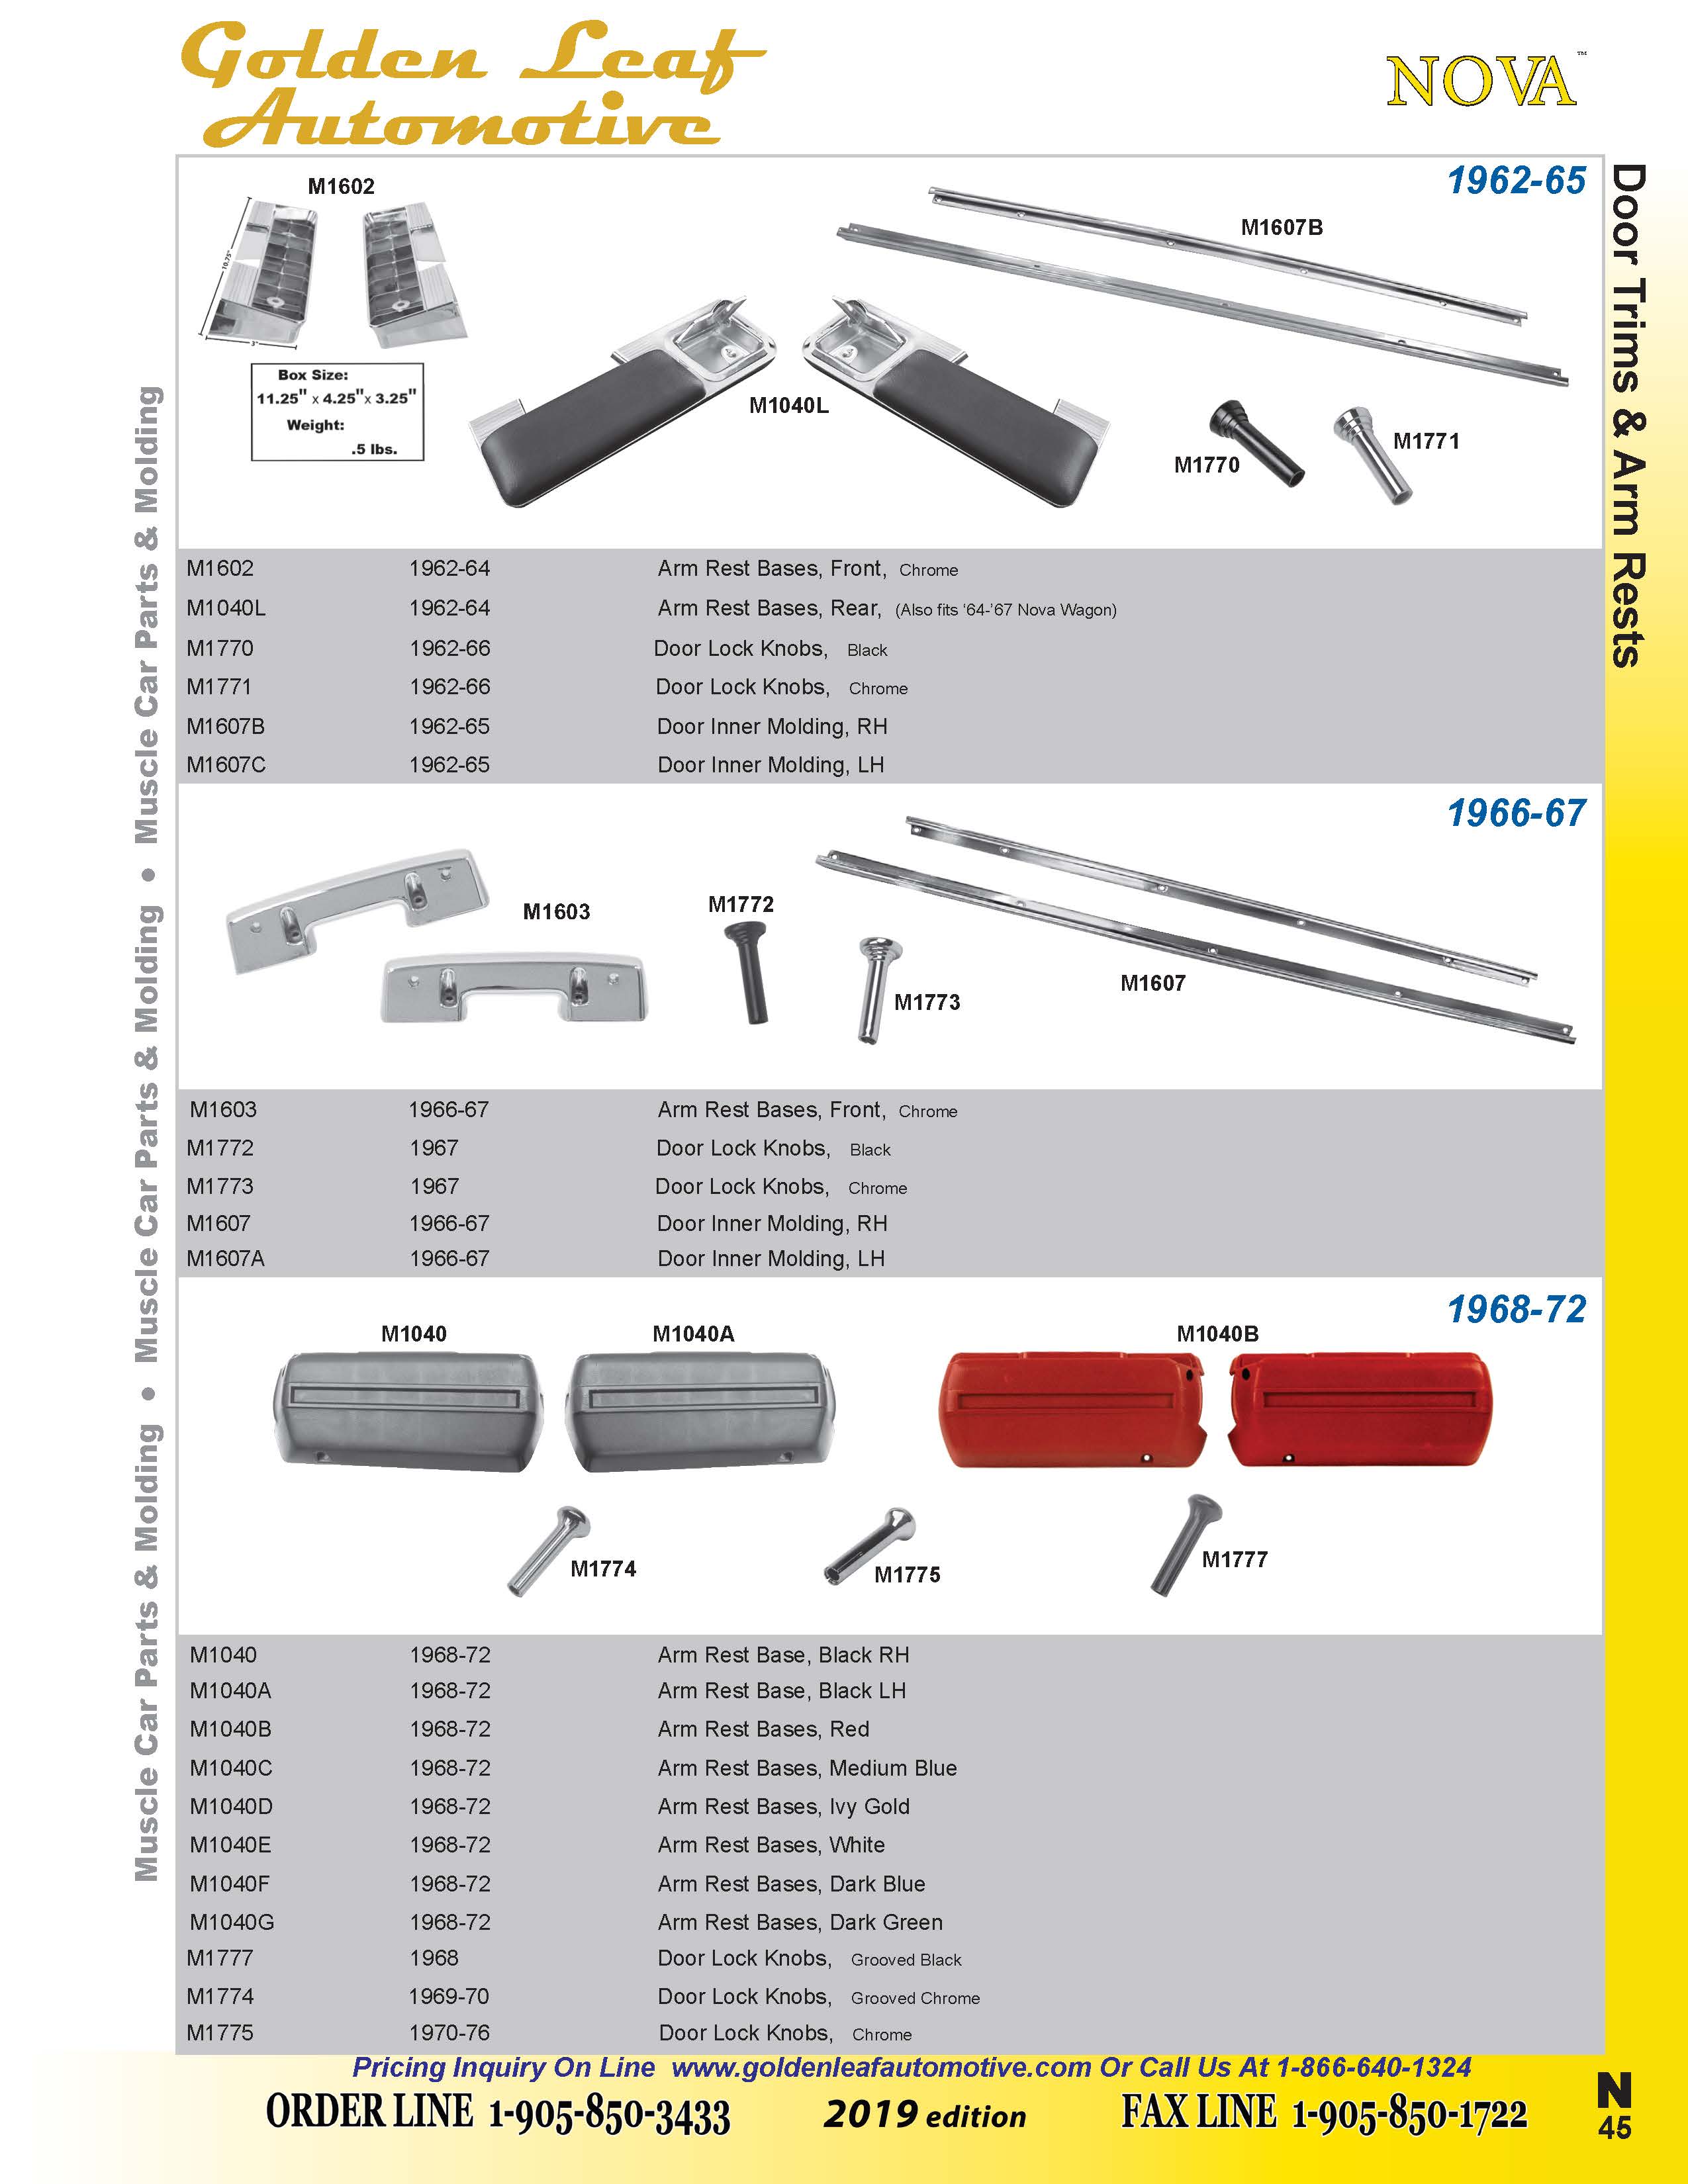 Golden Leaf
Automotive
NOVA™
Door Trims & Arm Rests
Muscle Car Parts & Molding • Muscle Car Parts & Molding • Muscle Car Parts & Molding
1962-65
M1602
10.75"
3"
Box Size:
11.25" x 4.25"x 3.25"
Weight:
.5 lbs.
M1040L
M1607B
M1770
M1771
M1602 1962-64 Arm Rest Bases, Front, Chrome
M1040L 1962-64 Arm Rest Bases, Rear, (Also fits ‘64-’67 Nova Wagon)
M1770 1962-66 Door Lock Knobs, Black
M1771 1962-66 Door Lock Knobs, Chrome
M1607B 1962-65 Door Inner Molding, RH
M1607C 1962-65 Door Inner Molding, LH
1966-67
M1603
M1772
M1773
M1607
M1603 1966-67 Arm Rest Bases, Front, Chrome
M1772 1967 Door Lock Knobs, Black
M1773 1967 Door Lock Knobs, Chrome
M1607 1966-67 Door Inner Molding, RH
M1607A 1966-67 Door Inner Molding, LH
1968-72
M1040
M1040A
M1040B
M1774
M1775
M1777
M1040 1968-72 Arm Rest Base, Black RH
M1040A 1968-72 Arm Rest Base, Black LH
M1040B 1968-72 Arm Rest Bases, Red
M1040C 1968-72 Arm Rest Bases, Medium Blue
M1040D 1968-72 Arm Rest Bases, Ivy Gold
M1040E 1968-72 Arm Rest Bases, White
M1040F 1968-72 Arm Rest Bases, Dark Blue
M1040G 1968-72 Arm Rest Bases, Dark Green
M1777 1968 Door Lock Knobs, Grooved Black
M1774 1969-70 Door Lock Knobs, Grooved Chrome
M1775 1970-76 Door Lock Knobs, Chrome
Pricing Inquiry On Line www.goldenleafautomotive.com Or Call Us At 1-866-640-1324
ORDER LINE 1-905-850-3433 2019 edition FAX LINE 1-905-850-1722
N
45